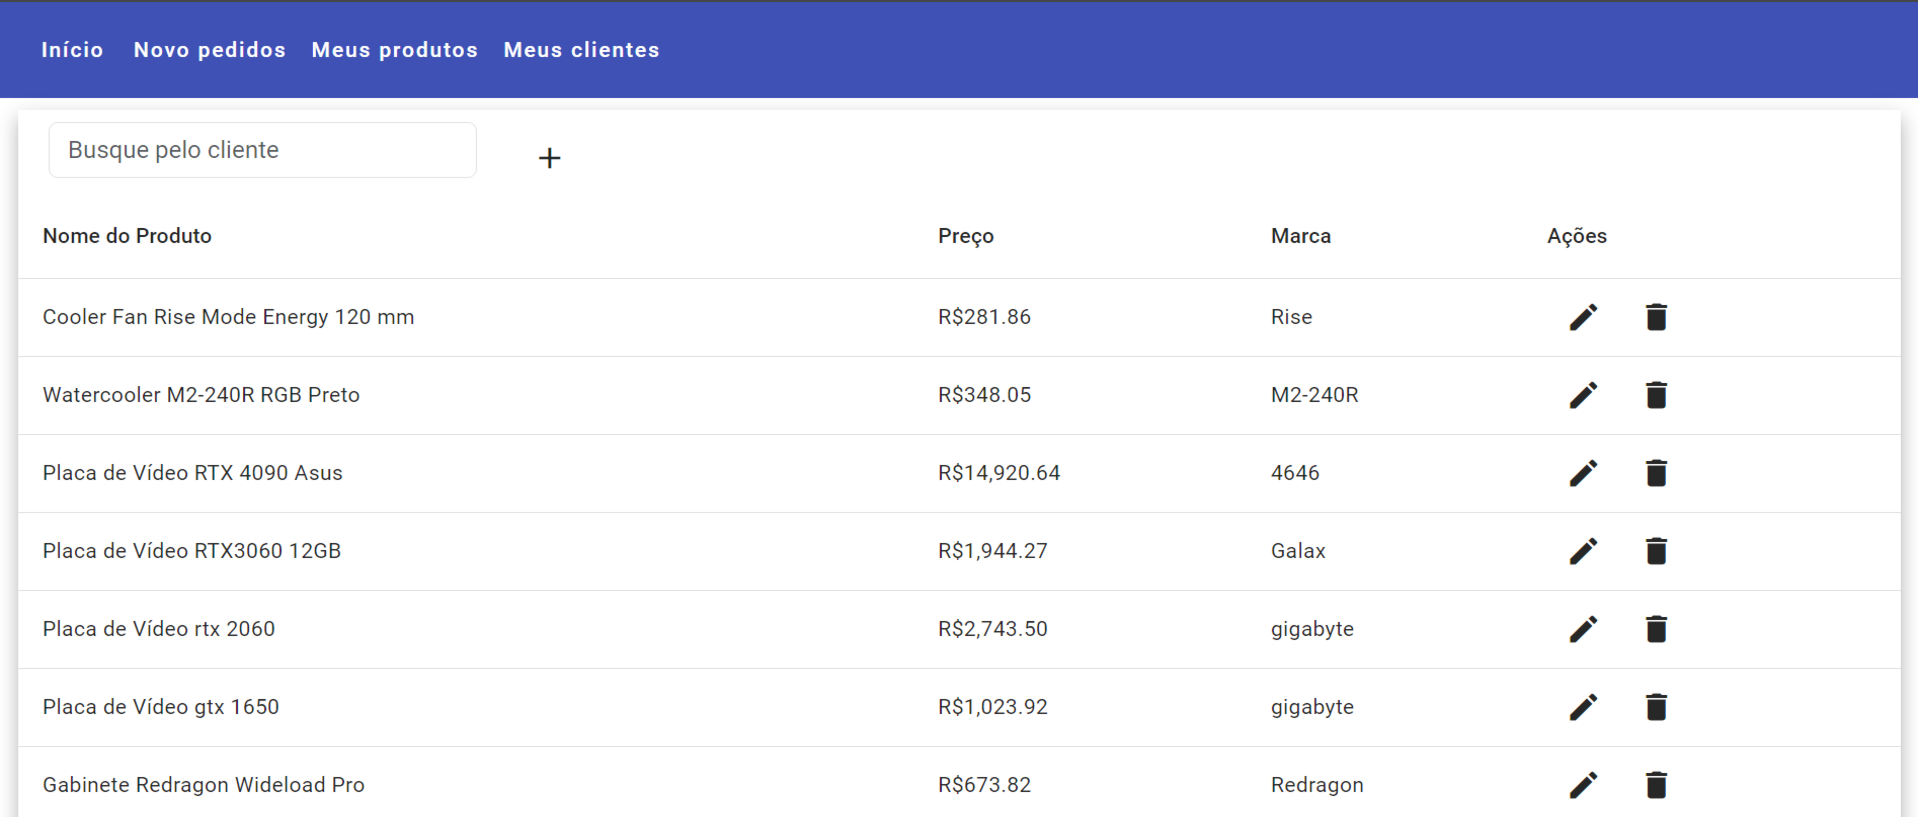 Início Novo pedidos Meus produtos Meus clientes
Busque pelo cliente +
Nome do Produto Preço Marca Ações
Cooler Fan Rise Mode Energy 120 mm R$281.86 Rise
Watercooler M2-240R RGB Preto R$348.05 M2-240R
Placa de Vídeo RTX 4090 Asus R$14,920.64 4646
Placa de Vídeo RTX3060 12GB R$1,944.27 Galax
Placa de Vídeo rtx 2060 R$2,743.50 gigabyte
Placa de Vídeo gtx 1650 R$1,023.92 gigabyte
Gabinete Redragon Wideload Pro R$673.82 Redragon